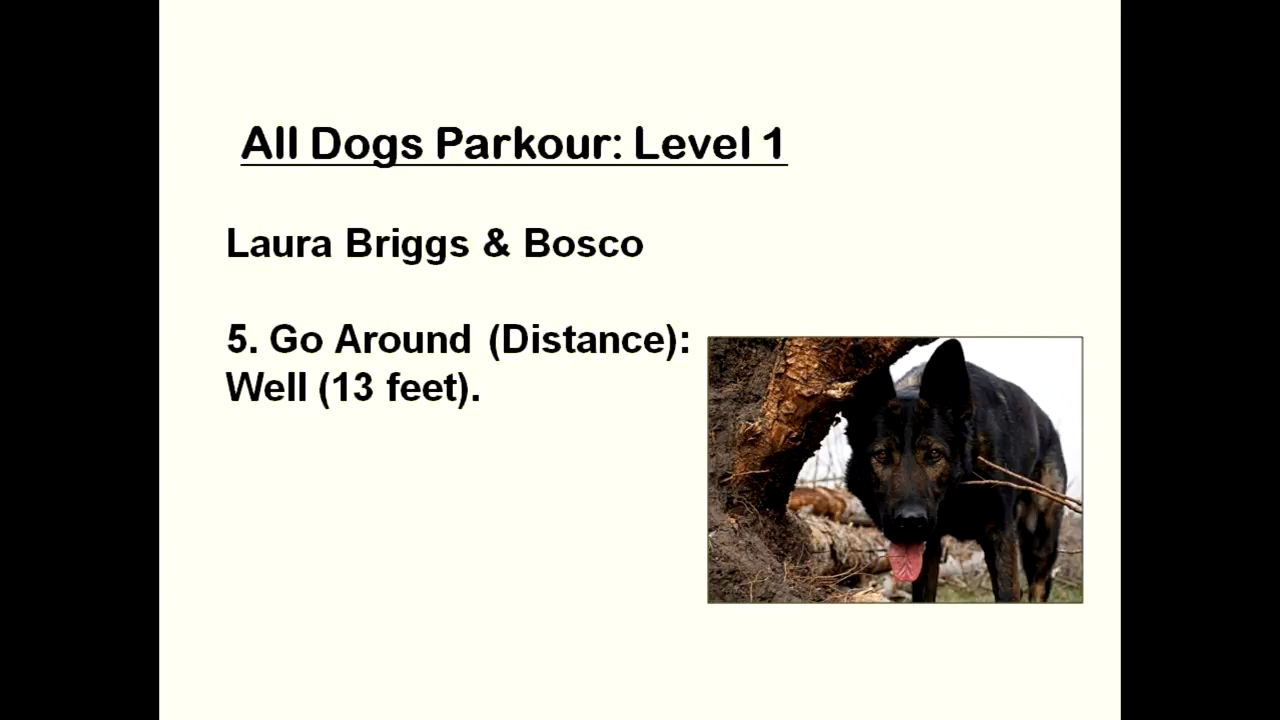 All Dogs Parkour: Level 1
Laura Briggs & Bosco
5. Go Around (Distance):
Well (13 feet).